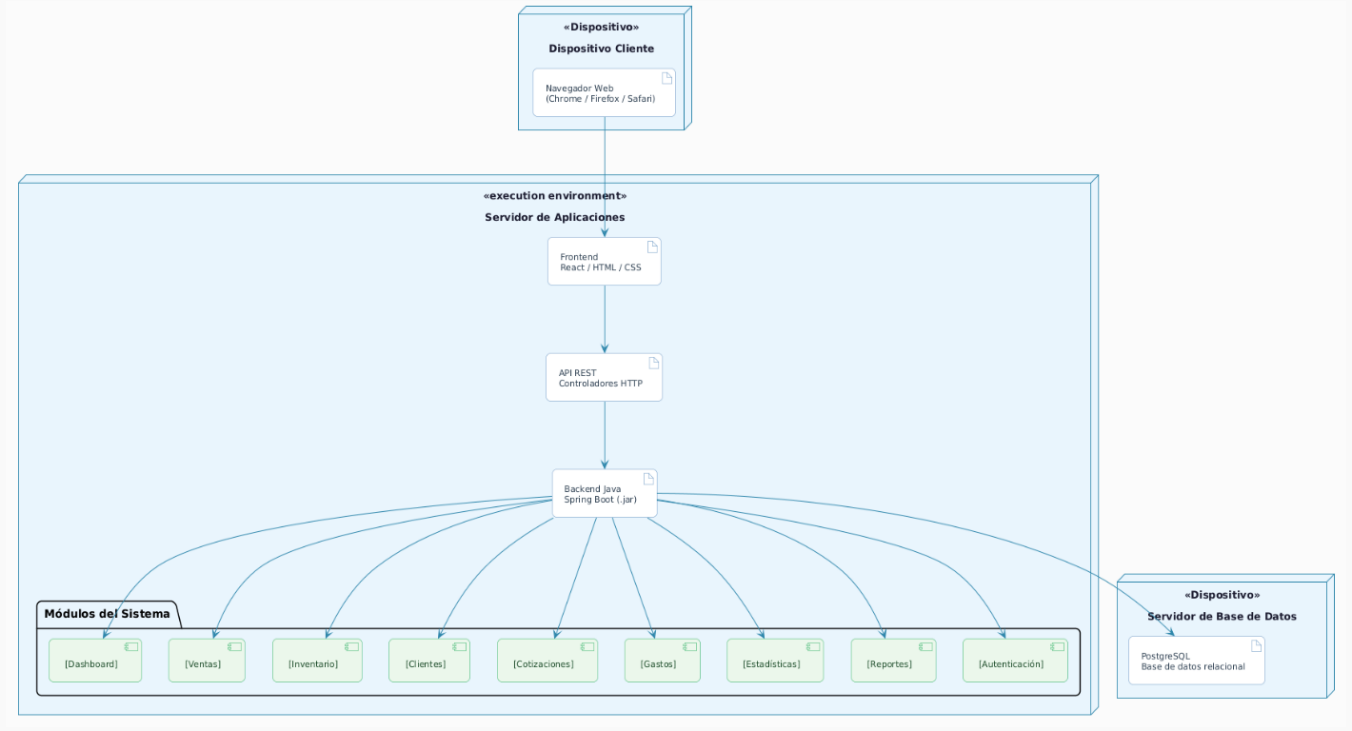 «Dispositivo»
Dispositivo Cliente
Navegador Web
(Chrome / Firefox / Safari)
«execution environment»
Servidor de Aplicaciones
Frontend
React / HTML / CSS
API REST
Controladores HTTP
Backend Java
Spring Boot (.jar)
Módulos del Sistema
[Dashboard]
[Ventas]
[Inventario]
[Clientes]
[Cotizaciones]
[Gastos]
[Estadísticas]
[Reportes]
[Autenticación]
«Dispositivo»
Servidor de Base de Datos
PostgreSQL
Base de datos relacional